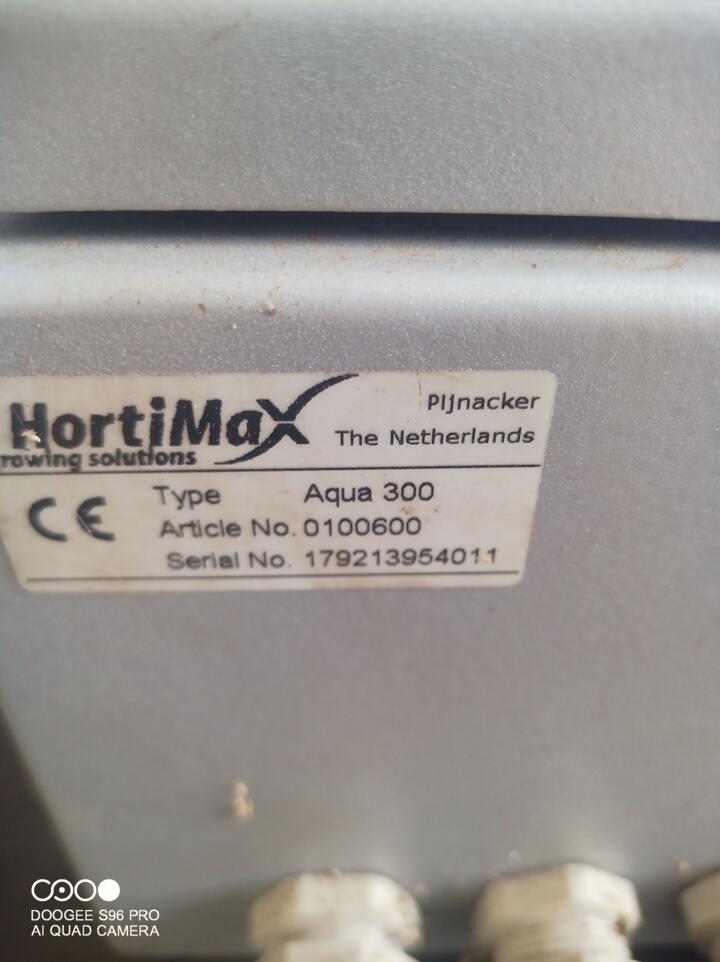 HortiMax
rowing solutions
PIJnacker
The Netherlands
CE
Type Aqua 300
Article No. 0100600
Serial No. 179213954011
DOOGEE S96 PRO
AI QUAD CAMERA